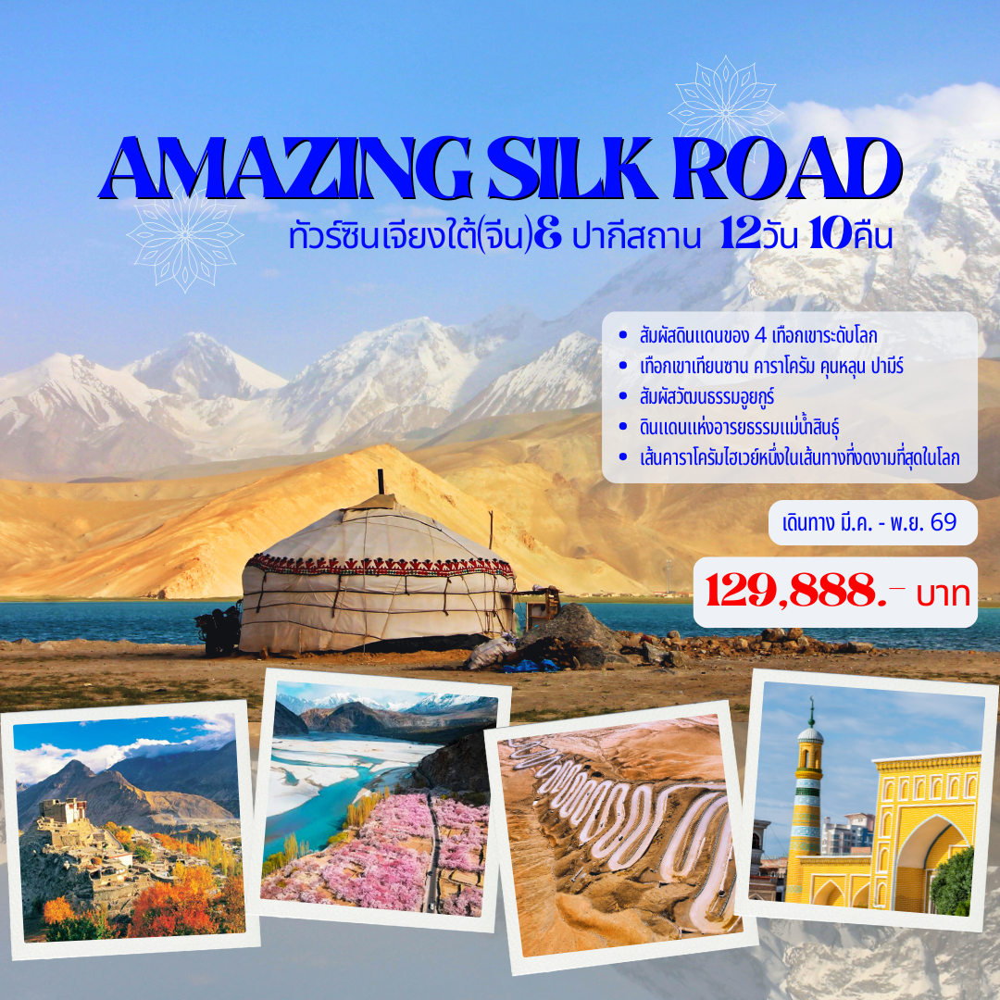 AMAZING SILK ROAD
ทัวร์ซินเจียงใต้(จีน)& ปากีสถาน 12วัน 10คืน
• สัมผัสดินแดนของ 4 เทือกเขาระดับโลก
• เทือกเขาเทียนซาน คาราโครัม คุนหลุน ปามีร์
• สัมผัสวัฒนธรรมอูยกูร์
• ดินแดนแห่งอารยธรรมแม่น้ำสินธุ์
• เส้นคาราโครัมไฮเวย์หนึ่งในเส้นทางที่งดงามที่สุดในโลก
เดินทาง มี.ค. - พ.ย. 69
129,888.- บาท